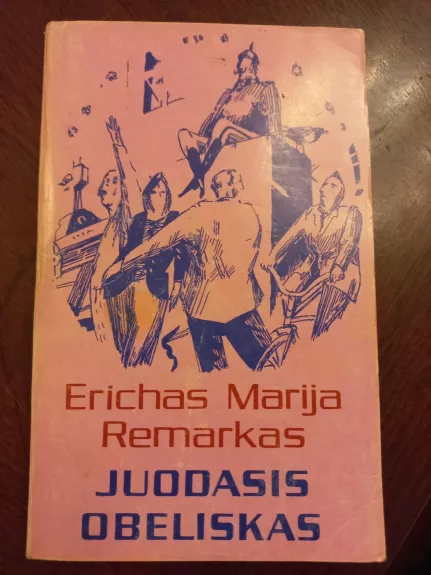 Erichas Marija
Remarkas
JUODASIS
OBELISKAS